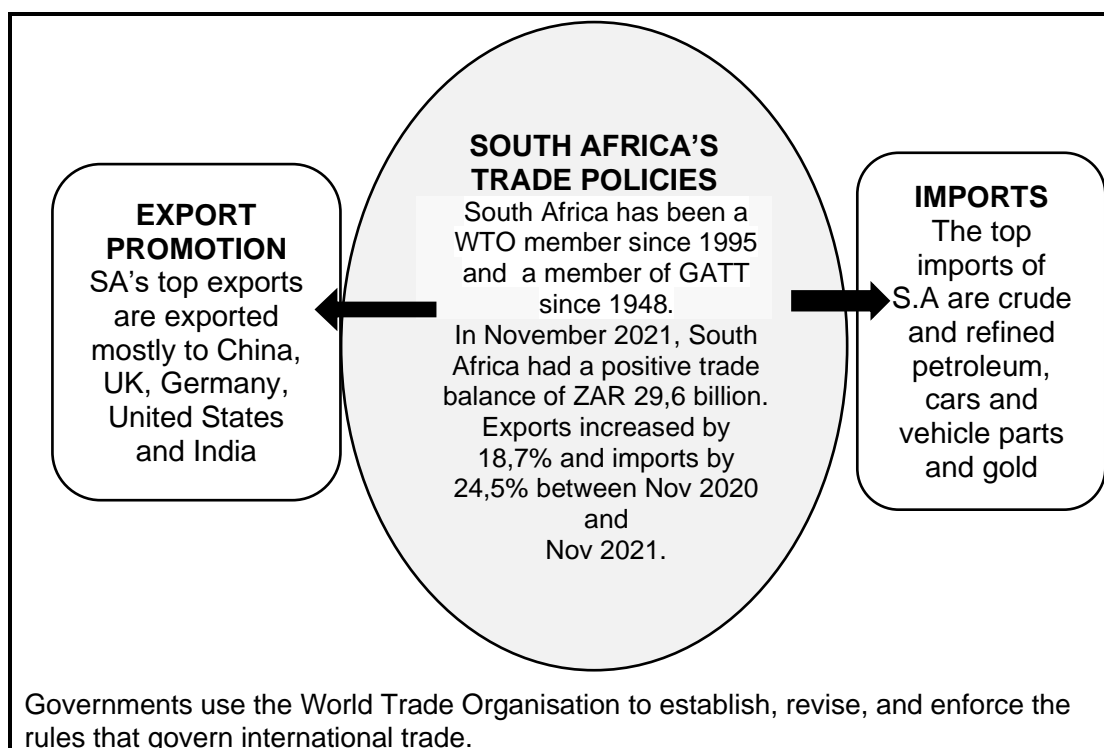 EXPORT
PROMOTION
SA's top exports
are exported
mostly to China,
UK, Germany,
United States
and India
SOUTH AFRICA'S
TRADE POLICIES
South Africa has been a
WTO member since 1995
and a member of GATT
since 1948.
In November 2021, South
Africa had a positive trade
balance of ZAR 29,6 billion.
Exports increased by
18,7% and imports by
24,5% between Nov 2020
and
Nov 2021.
IMPORTS
The top
imports of
S.A are crude
and refined
petroleum,
cars and
vehicle parts
and gold
Governments use the World Trade Organisation to establish, revise, and enforce the
rules that govern international trade.